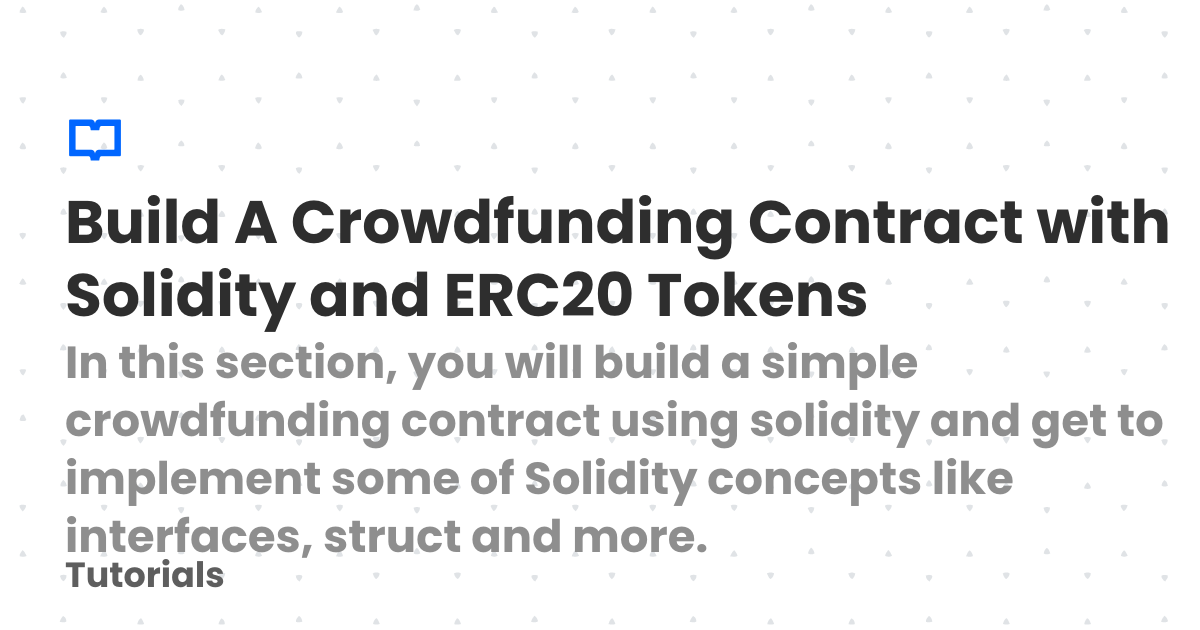 Build A Crowdfunding Contract with
Solidity and ERC20 Tokens
In this section, you will build a simple
crowdfunding contract using solidity and get to
implement some of Solidity concepts like
interfaces, struct and more.
Tutorials